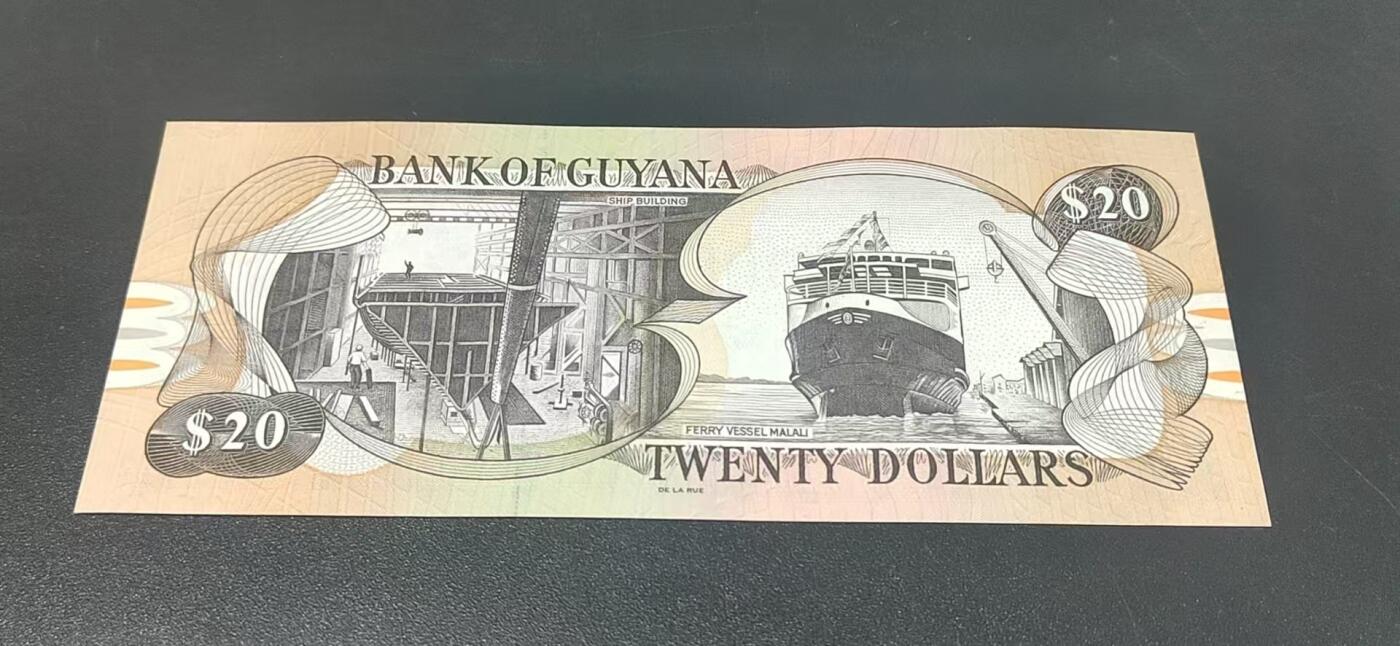 BANK OF GUYANA
$20
SHIP BUILDING
$20
FERRY VESSEL MALALI
TWENTY DOLLARS
DE LA RUE